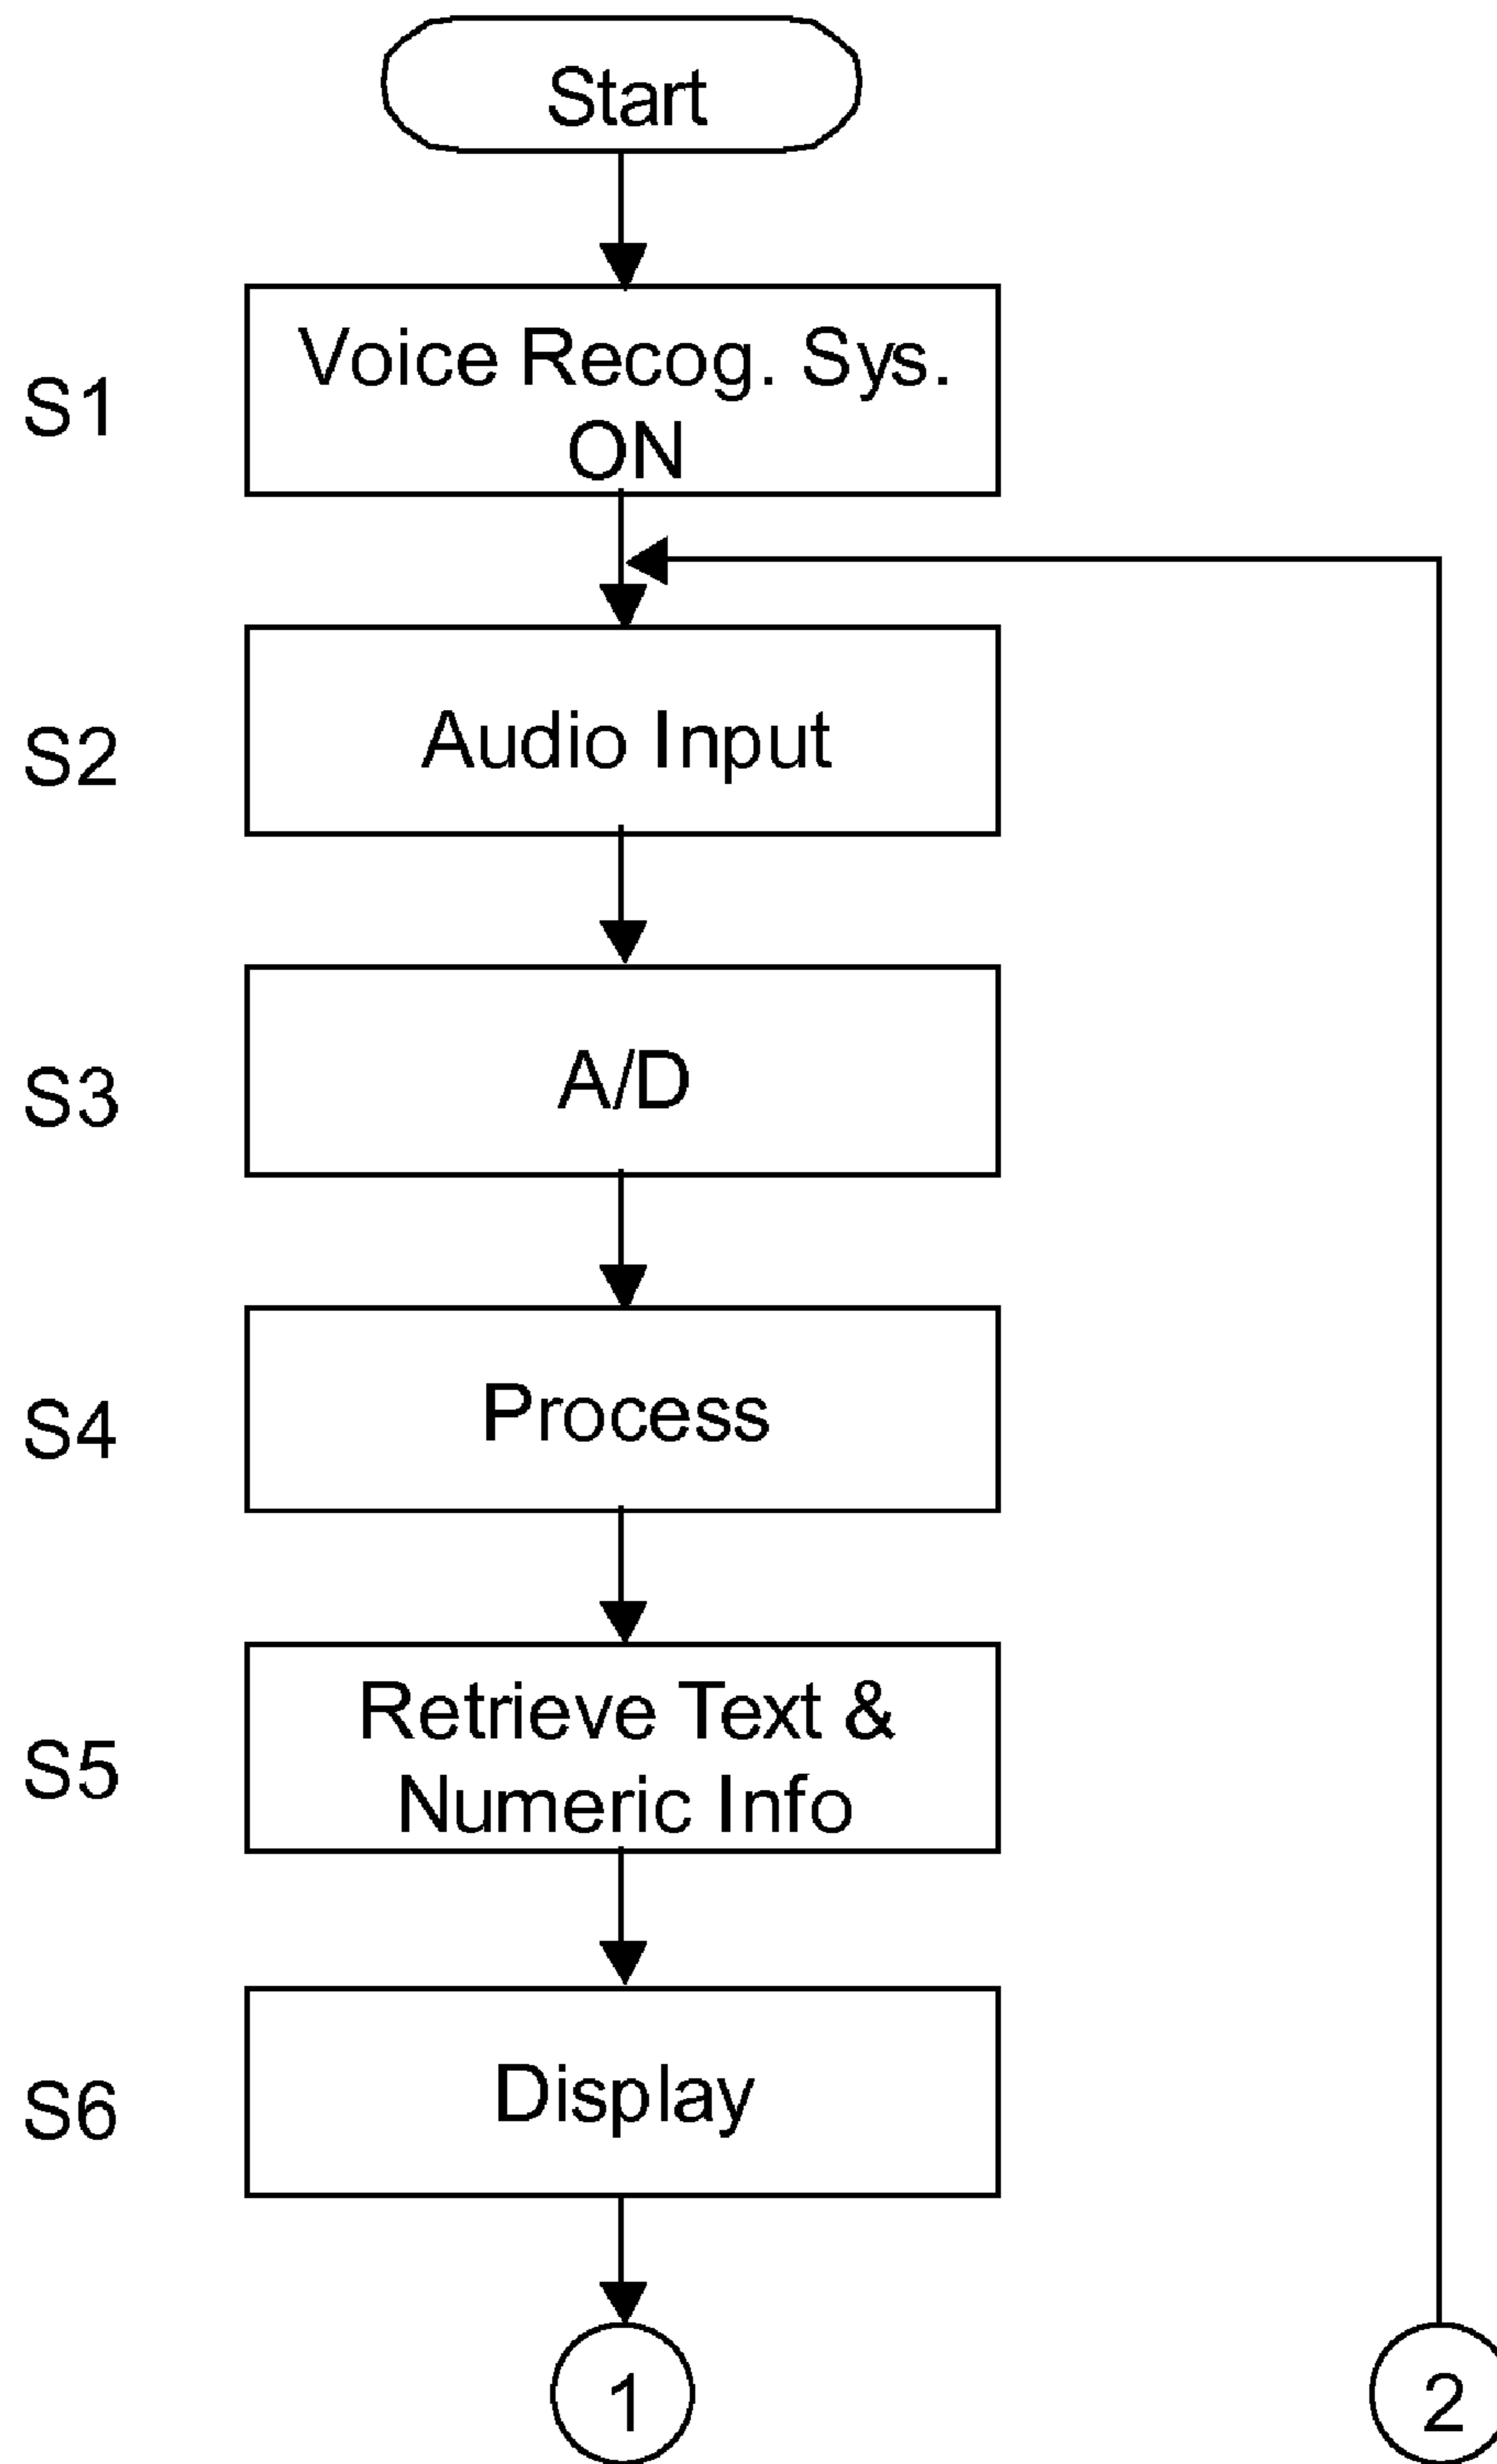 Start
S1
Voice Recog. Sys.
ON
S2
Audio Input
S3
A/D
S4
Process
S5
Retrieve Text &
Numeric Info
S6
Display
1
2